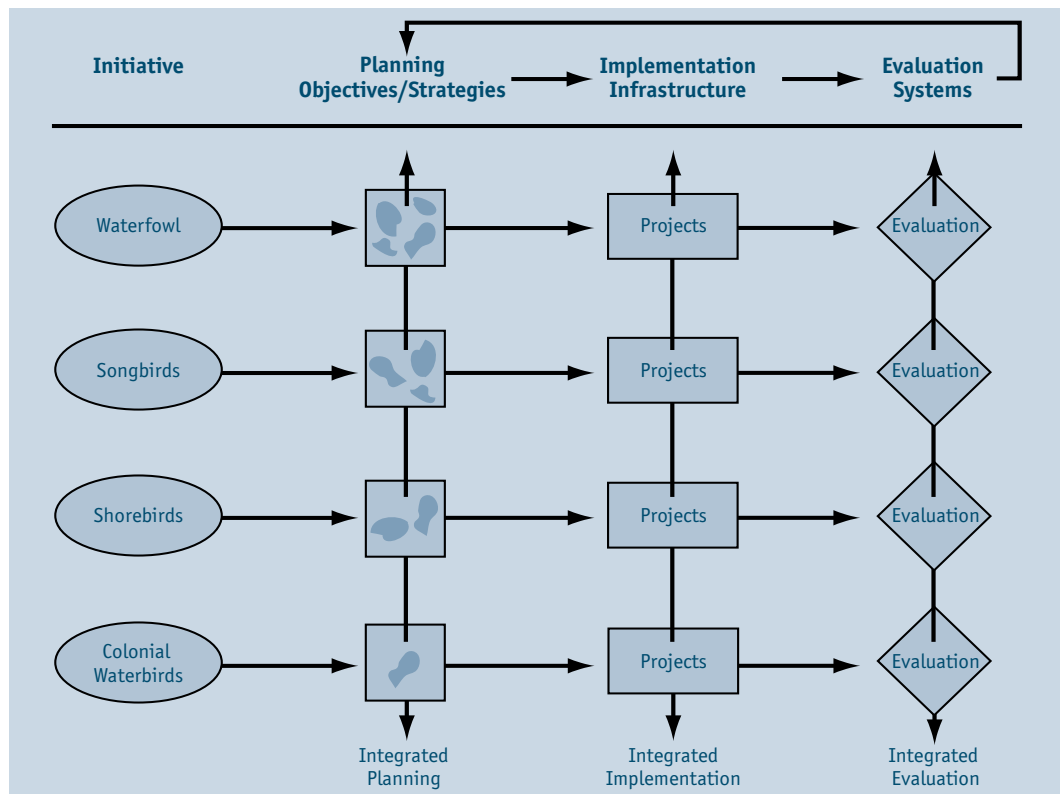 Initiative
Planning
Objectives/Strategies
Implementation
Infrastructure
Evaluation
Systems
Waterfowl
Projects
Evaluation
Songbirds
Projects
Evaluation
Shorebirds
Projects
Evaluation
Colonial
Waterbirds
Projects
Evaluation
Integrated
Planning
Integrated
Implementation
Integrated
Evaluation